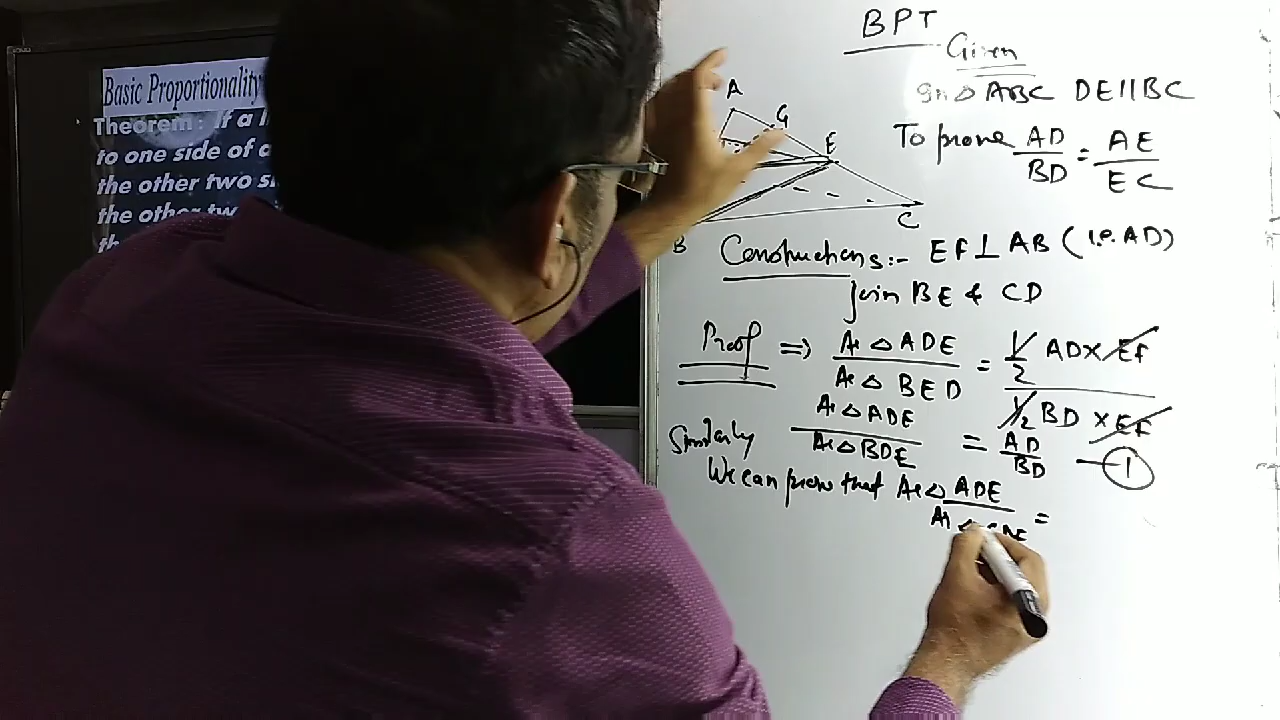 Basic Proportionality
Theorem: If a l
to one side of a
the other two si
the other tw
BPT
Given
In △ ABC DE || BC
To prove AD/BD = AE/EC
A
G
E
B
C
Constructions:- EF ⊥ AB (i.e. AD)
join BE & CD
Proof ⇒ Ar △ ADE / Ar △ BED = 1/2 AD × EF / 1/2 BD × EF
Ar △ ADE / Ar △ BDE = AD/BD — 1
Similarly
We can prove that Ar △ ADE / Ar △ CDE =